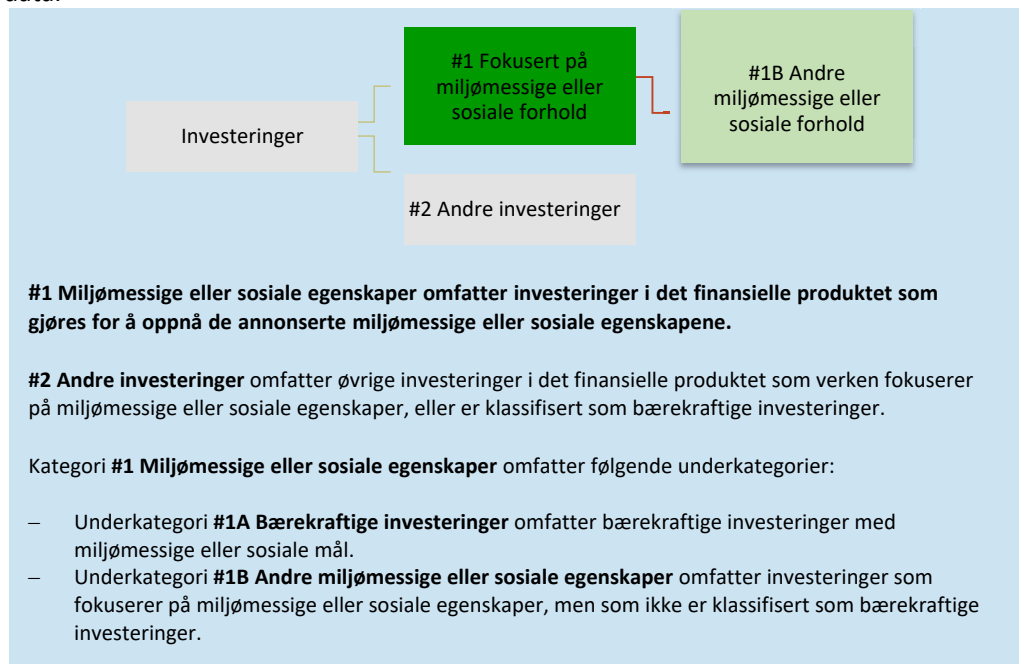 #1 Fokusert på
miljømessige eller
sosiale forhold
#1B Andre
miljømessige eller
sosiale forhold
Investeringer
#2 Andre investeringer
#1 Miljømessige eller sosiale egenskaper omfatter investeringer i det finansielle produktet som
gjøres for å oppnå de annonserte miljømessige eller sosiale egenskapene.
#2 Andre investeringer omfatter øvrige investeringer i det finansielle produktet som verken fokuserer
på miljømessige eller sosiale egenskaper, eller er klassifisert som bærekraftige investeringer.
Kategori #1 Miljømessige eller sosiale egenskaper omfatter følgende underkategorier:
– Underkategori #1A Bærekraftige investeringer omfatter bærekraftige investeringer med
miljømessige eller sosiale mål.
– Underkategori #1B Andre miljømessige eller sosiale egenskaper omfatter investeringer som
fokuserer på miljømessige eller sosiale egenskaper, men som ikke er klassifisert som bærekraftige
investeringer.